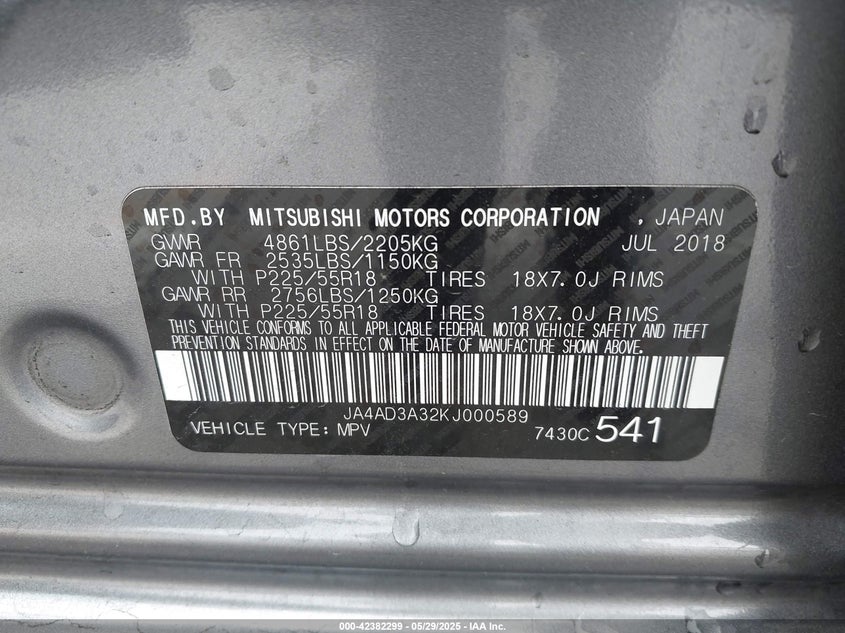 MFD.BY MITSUBISHI MOTORS CORPORATION , JAPAN
GVWR 4861LBS/2205KG JUL 2018
GAWR FR 2535LBS/1150KG
WITH P225/55R18 TIRES 18X7.0J RIMS
GAWR RR 2756LBS/1250KG
WITH P225/55R18 TIRES 18X7.0J RIMS
THIS VEHICLE CONFORMS TO ALL APPLICABLE FEDERAL MOTOR VEHICLE SAFETY AND THEFT
PREVENTION STANDARDS IN EFFECT ON THE DATE OF MANUFACTURE SHOWN ABOVE.
JA4AD3A32KJ000589
VEHICLE TYPE: MPV 7430C 541
000-42382299 - 05/29/2025 - IAA Inc.